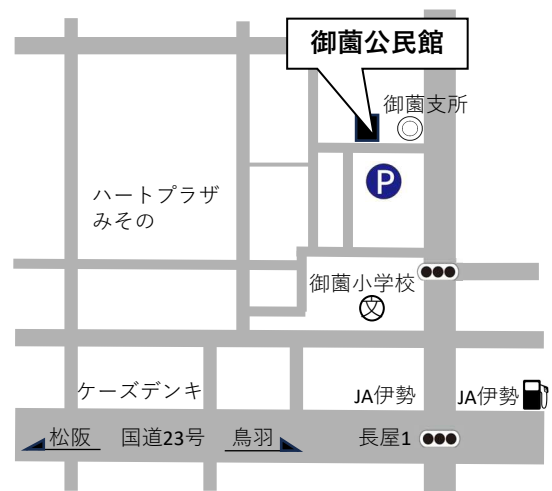 御薗公民館
御薗支所
P
ハートプラザ
みその
御薗小学校
文
ケーズデンキ
JA伊勢
JA伊勢
松阪
国道23号
鳥羽
長屋1